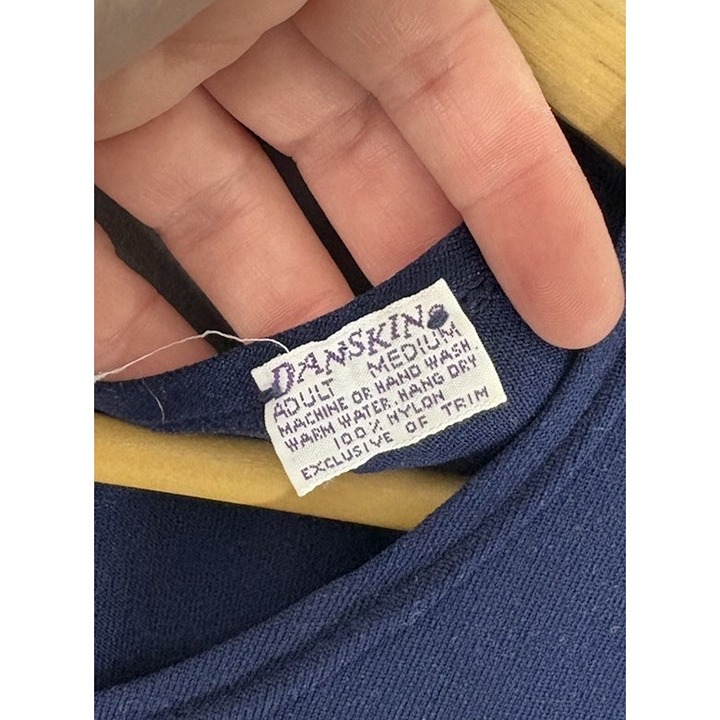 DANSKIN
ADULT MEDIUM
MACHINE OR HAND WASH
WARM WATER. HANG DRY
100% NYLON
EXCLUSIVE OF TRIM